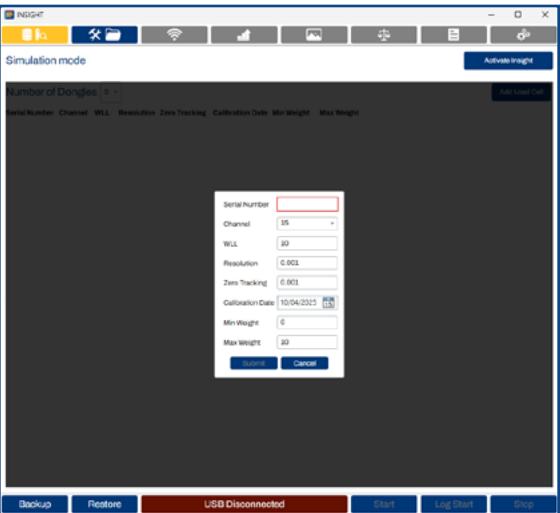 INSIGHT
Simulation mode
Activate Insight
Number of Dongles
Add Load Cell
Serial Number Channel WLL Resolution Zero Tracking Calibration Date Min Weight Max Weight
Serial Number
Channel 15
WLL 10
Resolution 0.001
Zero Tracking 0.001
Calibration Date 10/04/2025 15
Min Weight 0
Max Weight 10
Submit Cancel
Backup Restore USB Disconnected Start Log Start Stop